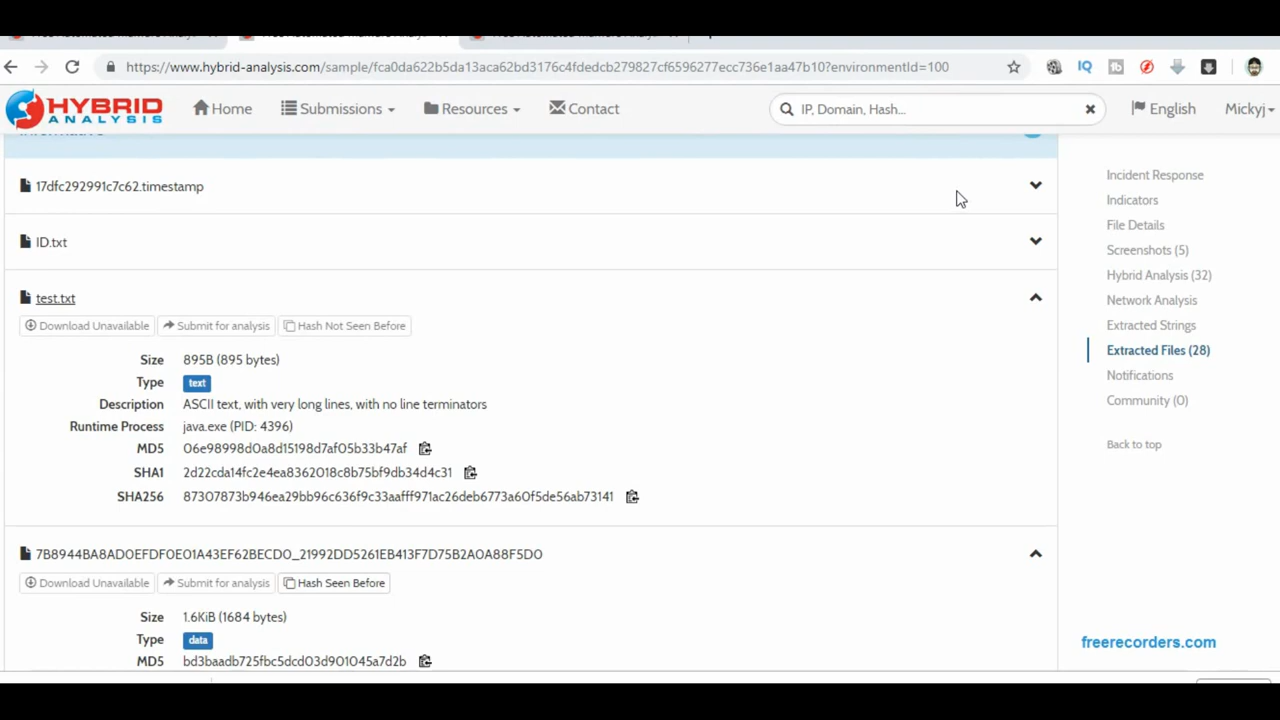 https://www.hybrid-analysis.com/sample/fca0da622b5da13aca62bd3176c4fdedcb279827cf6596277ecc736e1aa47b10?environmentId=100
IQ
HYBRID
ANALYSIS
Home
Submissions
Resources
Contact
IP, Domain, Hash...
English
Mickyj
17dfc292991c7c62.timestamp
ID.txt
test.txt
Download Unavailable
Submit for analysis
Hash Not Seen Before
Size 895B (895 bytes)
Type text
Description ASCII text, with very long lines, with no line terminators
Runtime Process java.exe (PID: 4396)
MD5 06e98998d0a8d15198d7af05b33b47af
SHA1 2d22cda14fc2e4ea8362018c8b75bf9db34d4c31
SHA256 87307873b946ea29bb96c636f9c33aafff971ac26deb6773a60f5de56ab73141
7B8944BA8AD0EFDF0E01A43EF62BECD0_21992DD5261EB413F7D75B2A0A88F5D0
Download Unavailable
Submit for analysis
Hash Seen Before
Size 1.6KiB (1684 bytes)
Type data
MD5 bd3baadb725fbc5dcd03d901045a7d2b
Incident Response
Indicators
File Details
Screenshots (5)
Hybrid Analysis (32)
Network Analysis
Extracted Strings
Extracted Files (28)
Notifications
Community (0)
Back to top
freerecorders.com